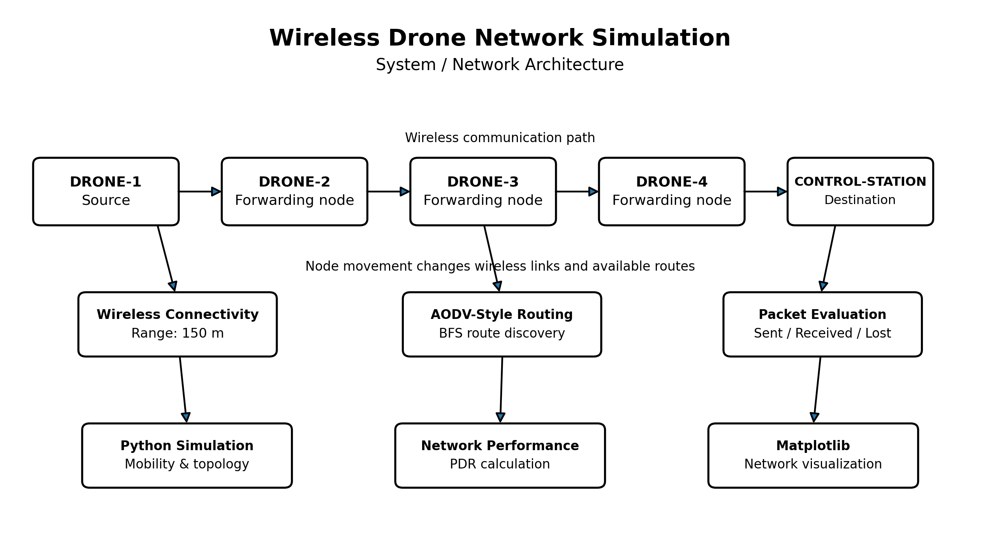 Wireless Drone Network Simulation
System / Network Architecture
Wireless communication path
DRONE-1
Source
DRONE-2
Forwarding node
DRONE-3
Forwarding node
DRONE-4
Forwarding node
CONTROL-STATION
Destination
Node movement changes wireless links and available routes
Wireless Connectivity
Range: 150 m
AODV-Style Routing
BFS route discovery
Packet Evaluation
Sent / Received / Lost
Python Simulation
Mobility & topology
Network Performance
PDR calculation
Matplotlib
Network visualization